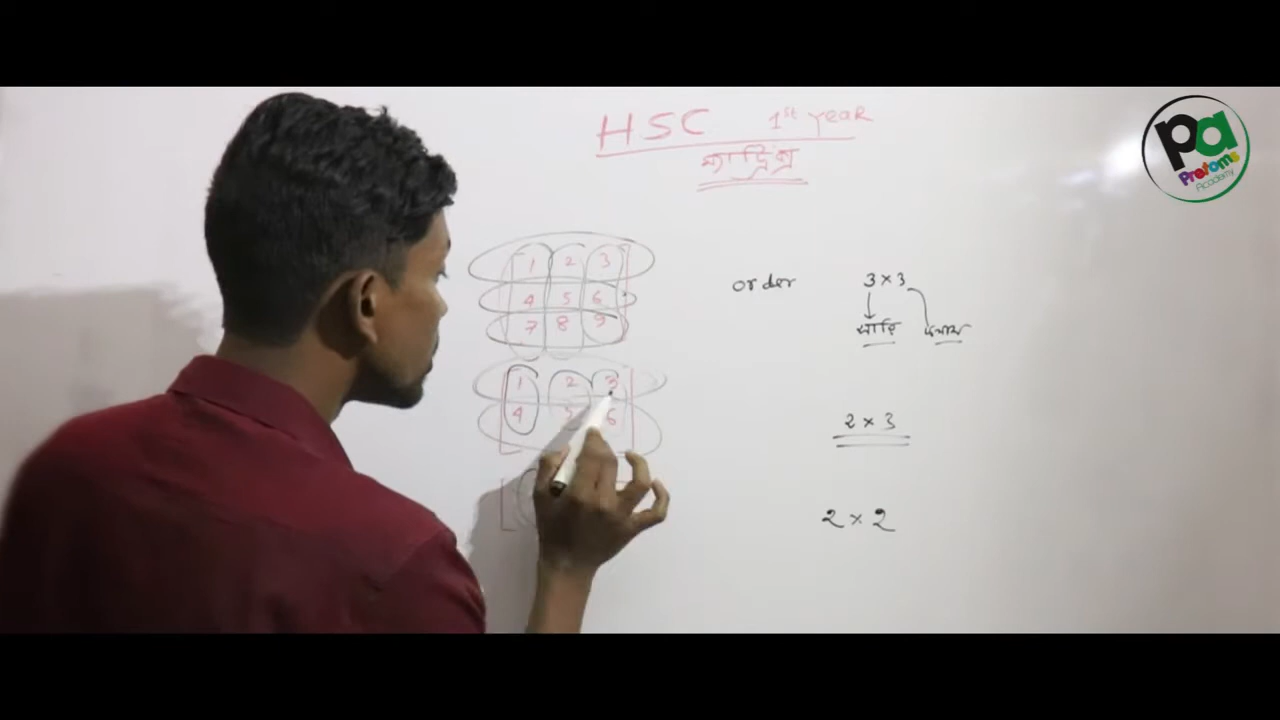 HSC 1st year
ম্যাট্রিক্স
1 2 3
4 5 6
7 8 9
order 3 × 3
সারি কলাম
1 2 3
4 2 6
2 × 3
2 × 2
pa
Pretoms
Academy